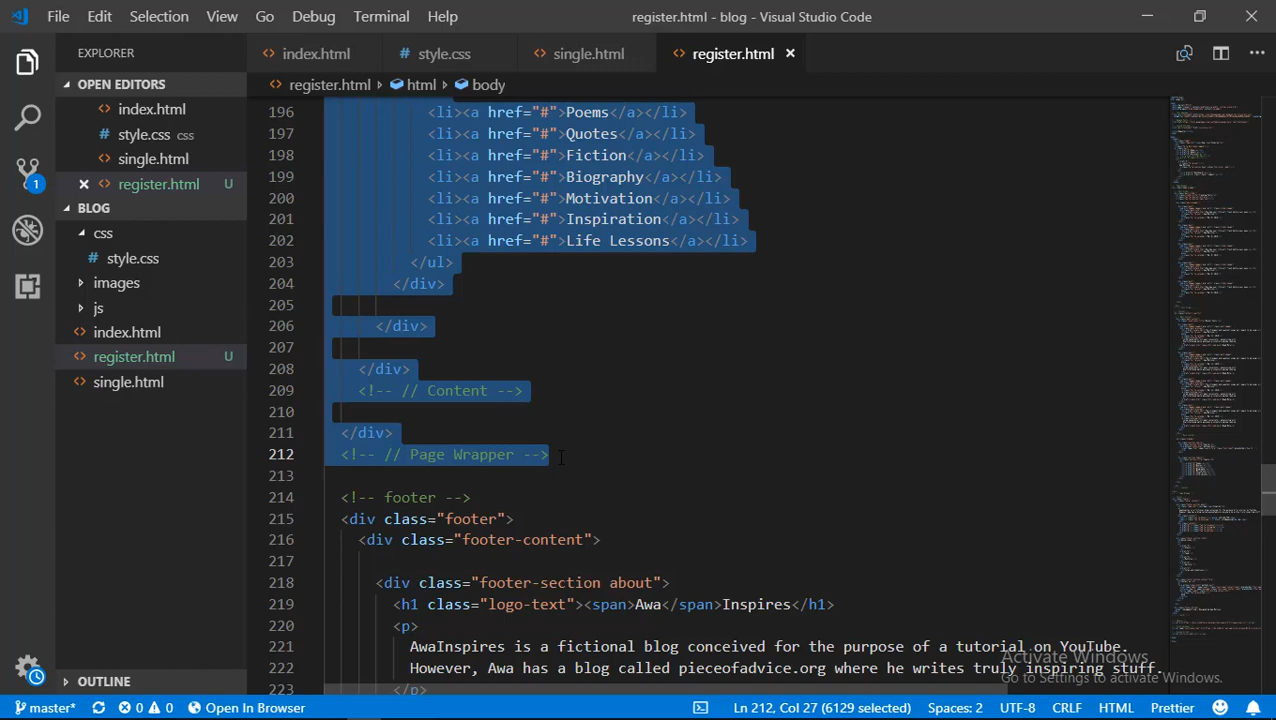 File Edit Selection View Go Debug Terminal Help register.html - blog - Visual Studio Code
EXPLORER
index.html style.css single.html register.html
OPEN EDITORS
index.html
style.css css
single.html
register.html U
BLOG
css
style.css
images
js
index.html
register.html U
single.html
OUTLINE
register.html html body
196 <li><a href="#">Poems</a></li>
197 <li><a href="#">Quotes</a></li>
198 <li><a href="#">Fiction</a></li>
199 <li><a href="#">Biography</a></li>
200 <li><a href="#">Motivation</a></li>
201 <li><a href="#">Inspiration</a></li>
202 <li><a href="#">Life Lessons</a></li>
203 </ul>
204 </div>
205
206 </div>
207
208 </div>
209 <!-- // Content -->
210
211 </div>
212 <!-- // Page Wrapper -->
213
214 <!-- footer -->
215 <div class="footer">
216 <div class="footer-content">
217
218 <div class="footer-section about">
219 <h1 class="logo-text"><span>Awa</span>Inspires</h1>
220 <p>
221 AwaInspires is a fictional blog conceived for the purpose of a tutorial on YouTube.
222 However, Awa has a blog called pieceofadvice.org where he writes truly inspiring stuff.
223 </p>
Activate Windows
Go to Settings to activate Windows.
1
master* 0 0 Open In Browser Ln 212, Col 27 (6129 selected) Spaces: 2 UTF-8 CRLF HTML Prettier